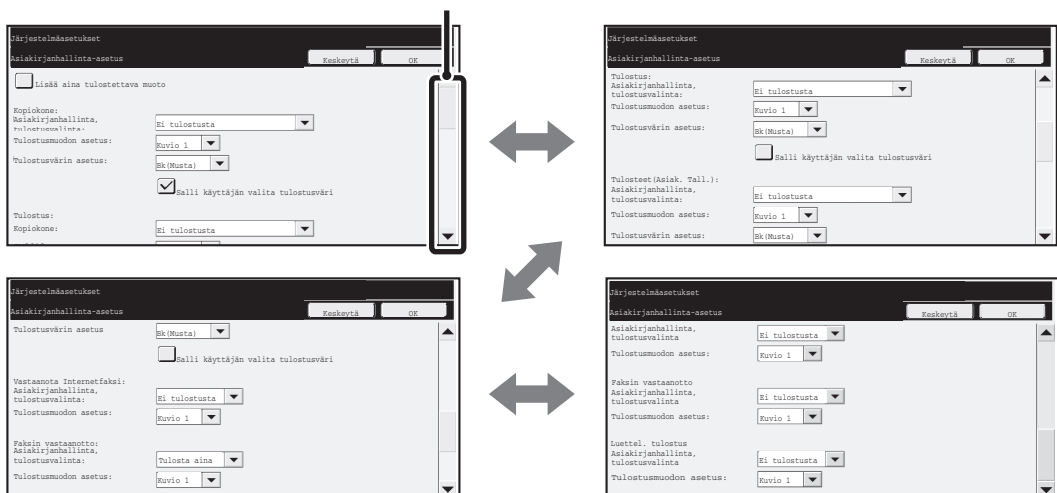 Järjestelmäasetukset
Asiakirjanhallinta-asetus
Keskeytä
OK
Lisää aina tulostettava muoto
Kopiokone:
Asiakirjanhallinta,
tulostusvalinta:
Ei tulostusta
Tulostusmuodon asetus:
Kuvio 1
Tulostusvärin asetus:
Bk(Musta)
Salli käyttäjän valita tulostusväri
Tulostus:
Kopiokone:
Ei tulostusta
Järjestelmäasetukset
Asiakirjanhallinta-asetus
Keskeytä
OK
Tulostus:
Asiakirjanhallinta,
tulostusvalinta:
Ei tulostusta
Tulostusmuodon asetus:
Kuvio 1
Tulostusvärin asetus:
Bk(Musta)
Salli käyttäjän valita tulostusväri
Tulosteet(Asiak. Tall.):
Asiakirjanhallinta,
tulostusvalinta:
Ei tulostusta
Tulostusmuodon asetus:
Kuvio 1
Tulostusvärin asetus:
Bk(Musta)
Järjestelmäasetukset
Asiakirjanhallinta-asetus
Keskeytä
OK
Tulostusvärin asetus
Bk(Musta)
Salli käyttäjän valita tulostusväri
Vastaanota Internetfaksi:
Asiakirjanhallinta,
tulostusvalinta:
Ei tulostusta
Tulostusmuodon asetus:
Kuvio 1
Faksin vastaanotto:
Asiakirjanhallinta,
tulostusvalinta:
Tulosta aina
Tulostusmuodon asetus:
Kuvio 1
Järjestelmäasetukset
Asiakirjanhallinta-asetus
Keskeytä
OK
Asiakirjanhallinta,
tulostusvalinta
Ei tulostusta
Tulostusmuodon asetus:
Kuvio 1
Faksin vastaanotto
Asiakirjanhallinta,
tulostusvalinta
Ei tulostusta
Tulostusmuodon asetus:
Kuvio 1
Luettel. tulostus
Asiakirjanhallinta,
tulostusvalinta
Ei tulostusta
Tulostusmuodon asetus:
Kuvio 1